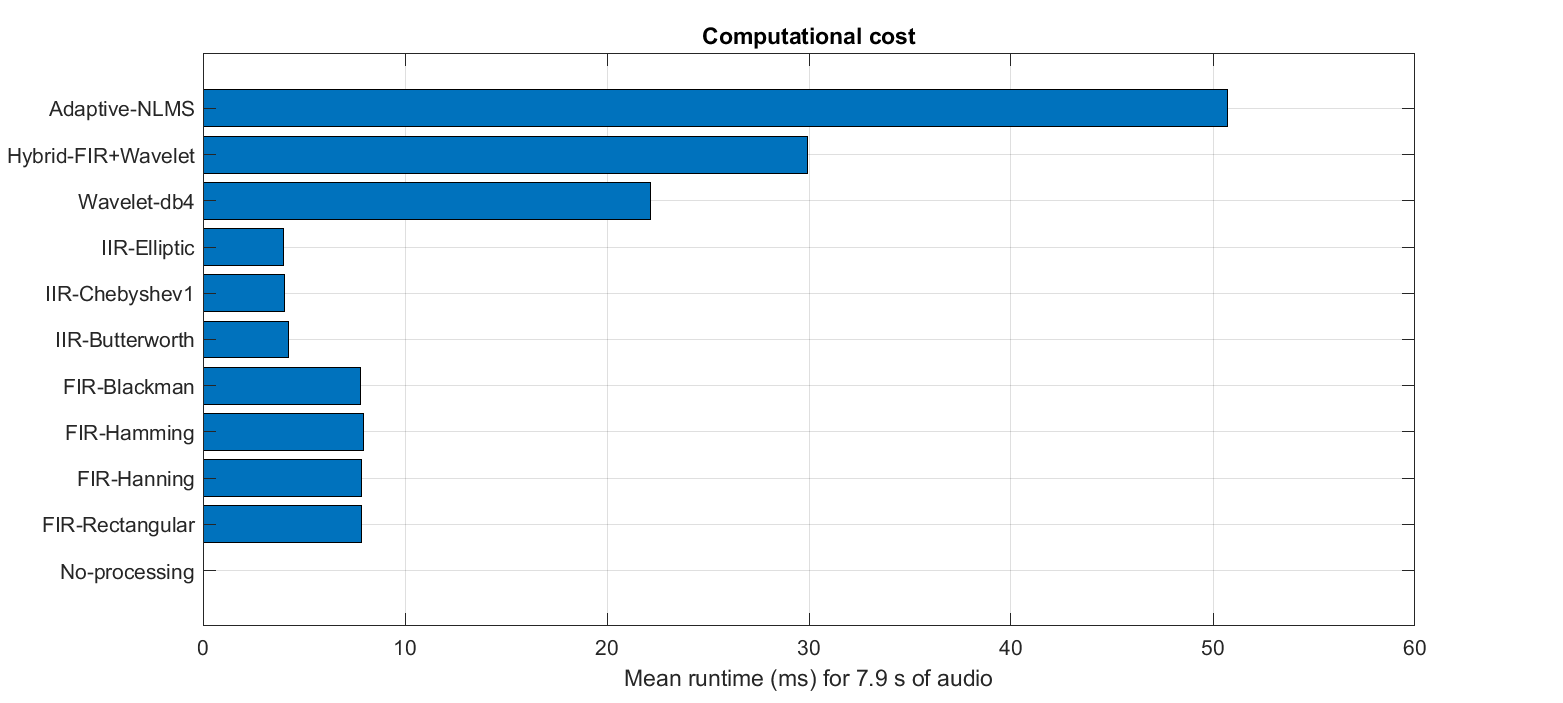 Computational cost
Adaptive-NLMS
Hybrid-FIR+Wavelet
Wavelet-db4
IIR-Elliptic
IIR-Chebyshev1
IIR-Butterworth
FIR-Blackman
FIR-Hamming
FIR-Hanning
FIR-Rectangular
No-processing
0 10 20 30 40 50 60
Mean runtime (ms) for 7.9 s of audio